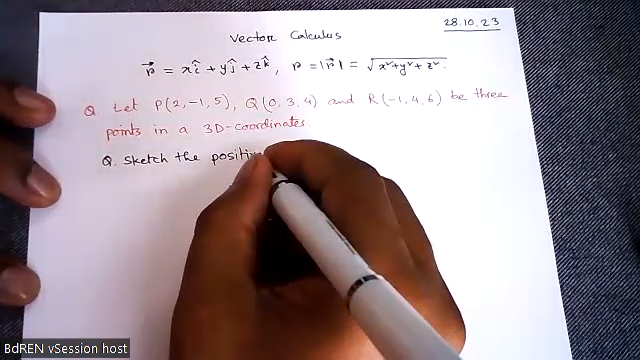 28.10.23
Vector Calculus
r⃗ = xî + yĵ + zk̂, r = |r⃗| = √x²+y²+z².
Q. Let P(2,-1,5), Q(0,3,4) and R(-1,4,6) be three
points in a 3D-coordinates.
Q. Sketch the position
BdREN vSession host